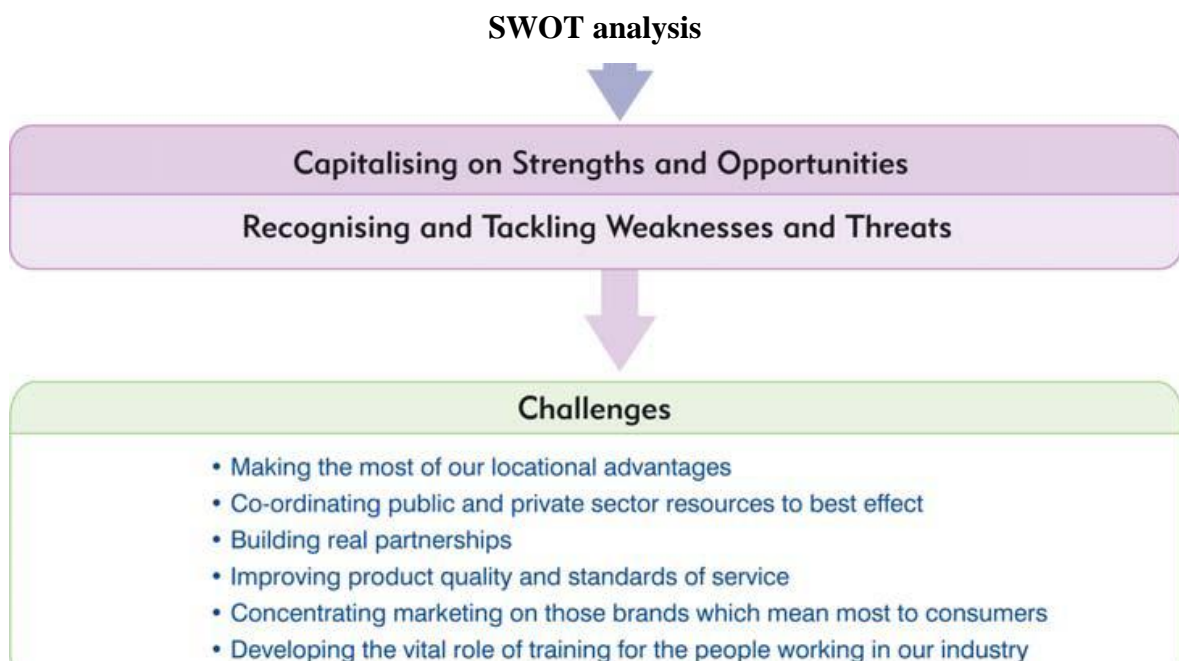 SWOT analysis
Capitalising on Strengths and Opportunities
Recognising and Tackling Weaknesses and Threats
Challenges
• Making the most of our locational advantages
• Co-ordinating public and private sector resources to best effect
• Building real partnerships
• Improving product quality and standards of service
• Concentrating marketing on those brands which mean most to consumers
• Developing the vital role of training for the people working in our industry